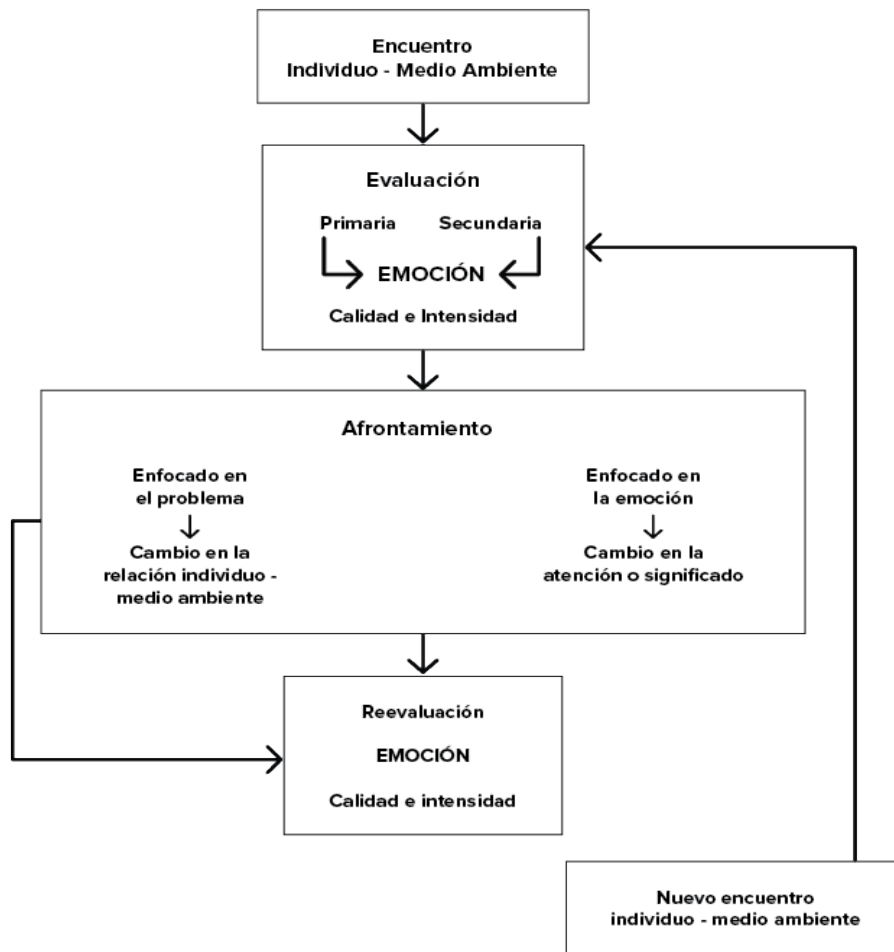 Encuentro
Individuo - Medio Ambiente
Evaluación
Primaria Secundaria
EMOCIÓN
Calidad e Intensidad
Afrontamiento
Enfocado en
el problema
Cambio en la
relación individuo -
medio ambiente
Enfocado en
la emoción
Cambio en la
atención o significado
Reevaluación
EMOCIÓN
Calidad e intensidad
Nuevo encuentro
individuo - medio ambiente